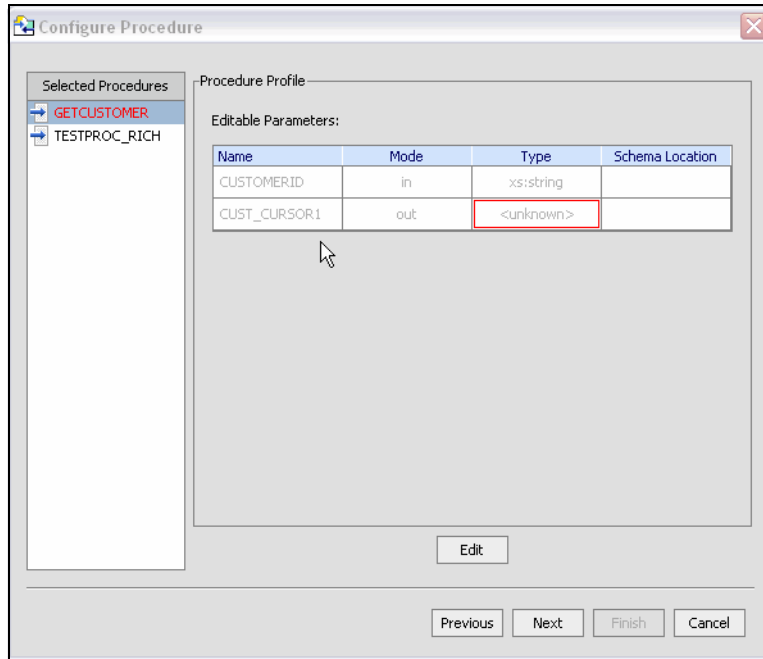 Configure Procedure
Selected Procedures
GETCUSTOMER
TESTPROC_RICH
Procedure Profile
Editable Parameters:
Name Mode Type Schema Location
CUSTOMERID in xs:string
CUST_CURSOR1 out <unknown>
Edit
Previous Next Finish Cancel